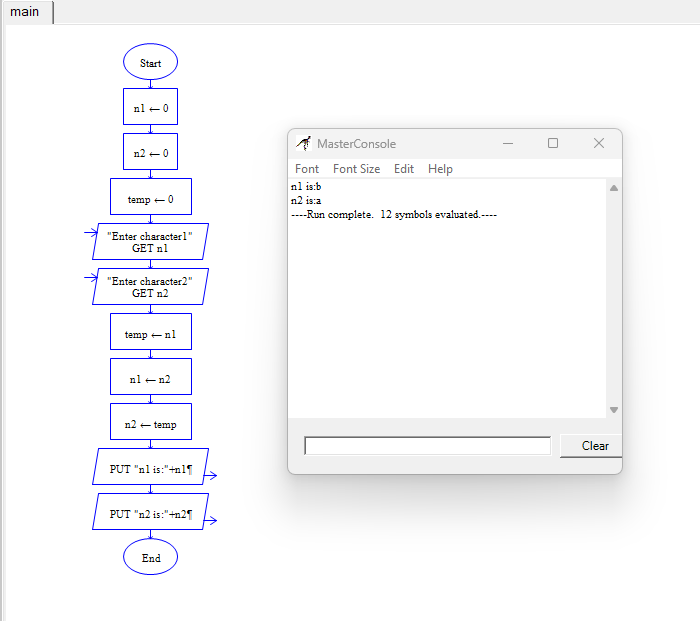 main
Start
n1 ← 0
n2 ← 0
temp ← 0
"Enter character1"
GET n1
"Enter character2"
GET n2
temp ← n1
n1 ← n2
n2 ← temp
PUT "n1 is:"+n1¶
PUT "n2 is:"+n2¶
End
MasterConsole
Font Font Size Edit Help
n1 is:b
n2 is:a
----Run complete.  12 symbols evaluated.----
Clear